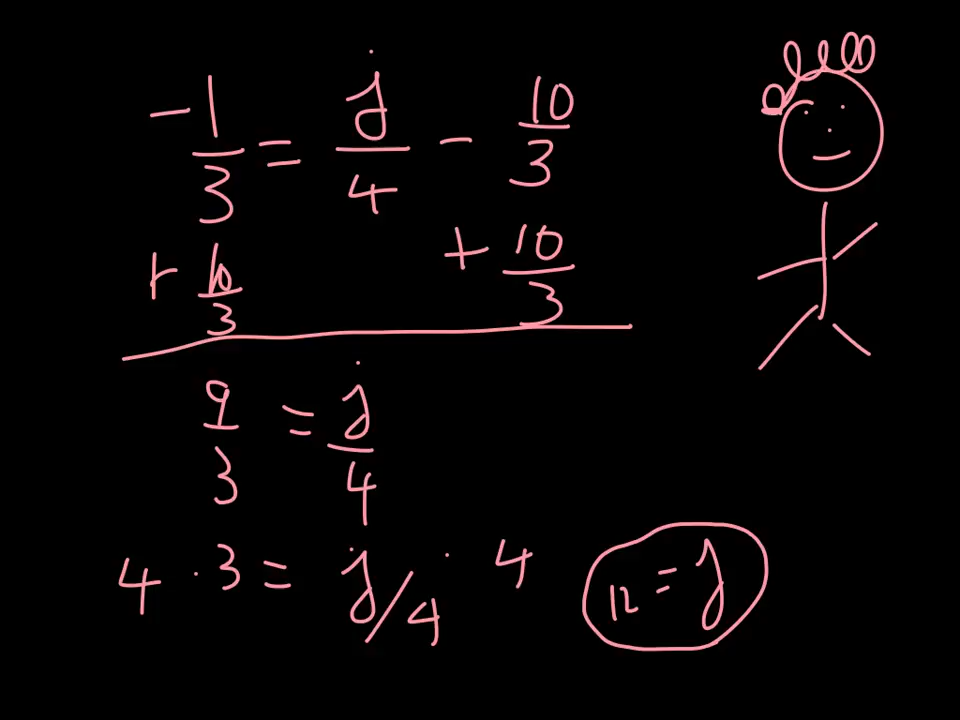 -1/3 = j/4 - 10/3
+ 10/3 + 10/3
9/3 = j/4
4 · 3 = j/4 · 4
12 = j